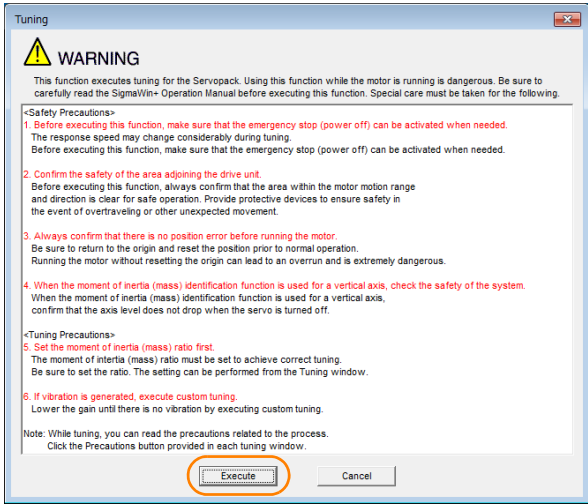 Tuning
WARNING
This function executes tuning for the Servopack. Using this function while the motor is running is dangerous. Be sure to
carefully read the SigmaWin+ Operation Manual before executing this function. Special care must be taken for the following.
<Safety Precautions>
1. Before executing this function, make sure that the emergency stop (power off) can be activated when needed.
The response speed may change considerably during tuning.
Before executing this function, make sure that the emergency stop (power off) can be activated when needed.
2. Confirm the safety of the area adjoining the drive unit.
Before executing this function, always confirm that the area within the motor motion range
and direction is clear for safe operation. Provide protective devices to ensure safety in
the event of overtraveling or other unexpected movement.
3. Always confirm that there is no position error before running the motor.
Be sure to return to the origin and reset the position prior to normal operation.
Running the motor without resetting the origin can lead to an overrun and is extremely dangerous.
4. When the moment of inertia (mass) identification function is used for a vertical axis, check the safety of the system.
When the moment of inertia (mass) identification function is used for a vertical axis,
confirm that the axis level does not drop when the servo is turned off.
<Tuning Precautions>
5. Set the moment of inertia (mass) ratio first.
The moment of intertia (mass) ratio must be set to achieve correct tuning.
Be sure to set the ratio. The setting can be performed from the Tuning window.
6. If vibration is generated, execute custom tuning.
Lower the gain until there is no vibration by executing custom tuning.
Note: While tuning, you can read the precautions related to the process.
Click the Precautions button provided in each tuning window.
Execute
Cancel